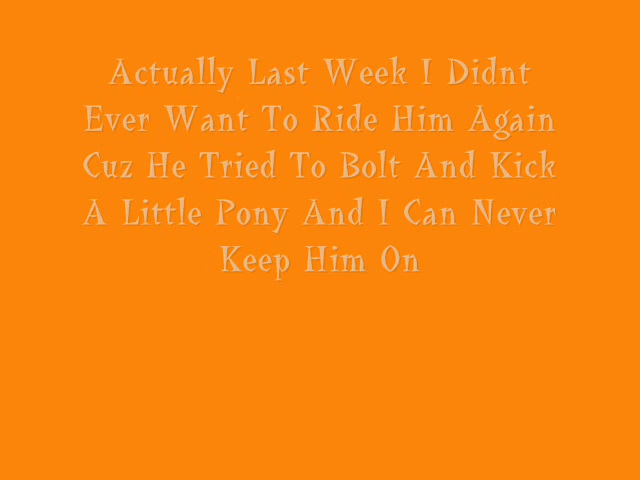 Actually Last Week I Didnt
Ever Want To Ride Him Again
Cuz He Tried To Bolt And Kick
A Little Pony And I Can Never
Keep Him On